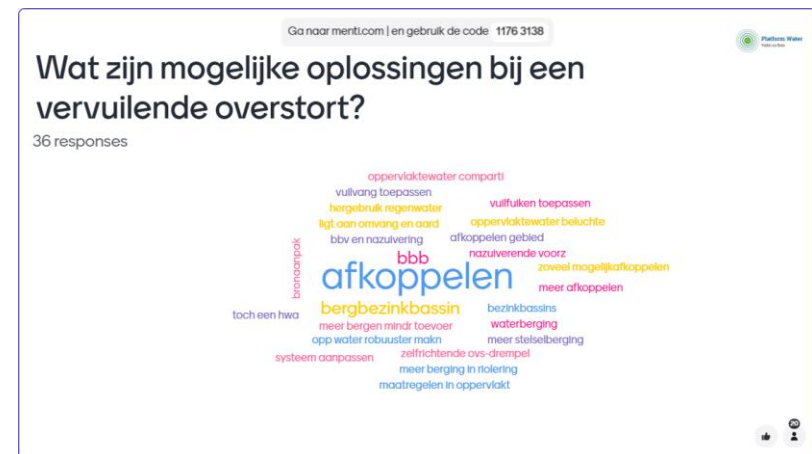 Ga naar menti.com | en gebruik de code 1176 3138
Platform Water
Wat zijn mogelijke oplossingen bij een
vervuilende overstort?
36 responses
oppervlaktewater comparti
vuilvang toepassen
hergebruik regenwater
vuilfuiken toepassen
ligt aan omvang en aard
oppervlaktewater beluchte
bbv en nazuivering
afkoppelen gebied
bronaanpak
bbb
nazuiverende voorz
afkoppelen
zoveel mogelijkafkoppelen
meer afkoppelen
bergbezinkbassin
bezinkbassins
toch een hwa
meer bergen mindr toevoer
waterberging
opp water robuuster makn
meer stelselberging
systeem aanpassen
zelfrichtende ovs-drempel
meer berging in riolering
maatregelen in oppervlakt
20